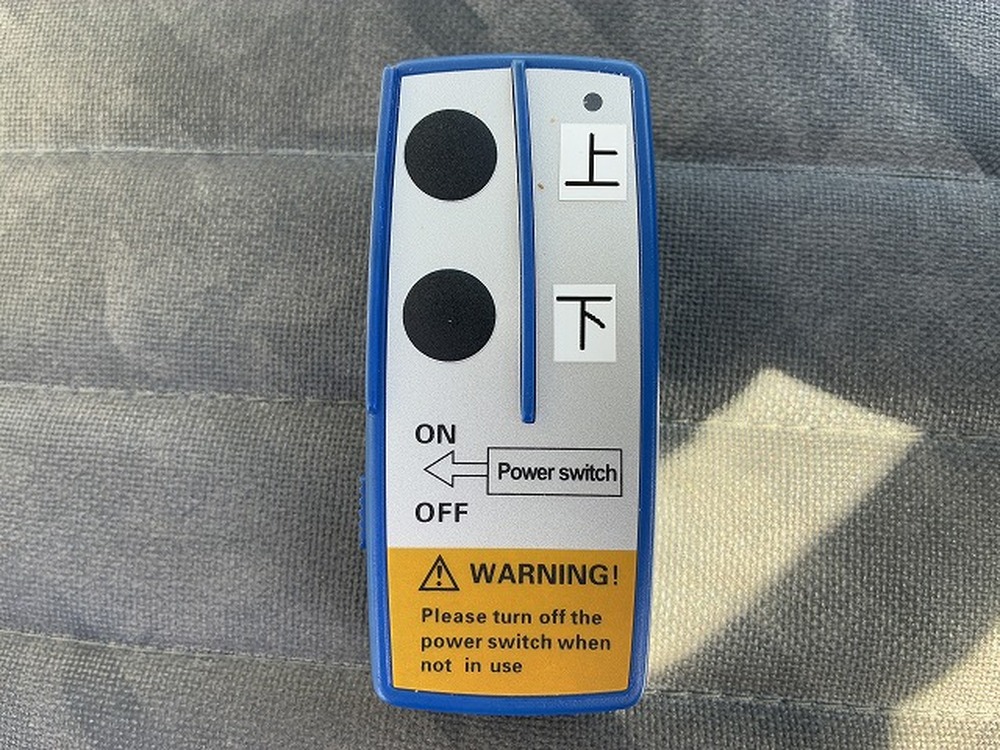 上
下
ON
Power switch
OFF
WARNING!
Please turn off the
power switch when
not in use